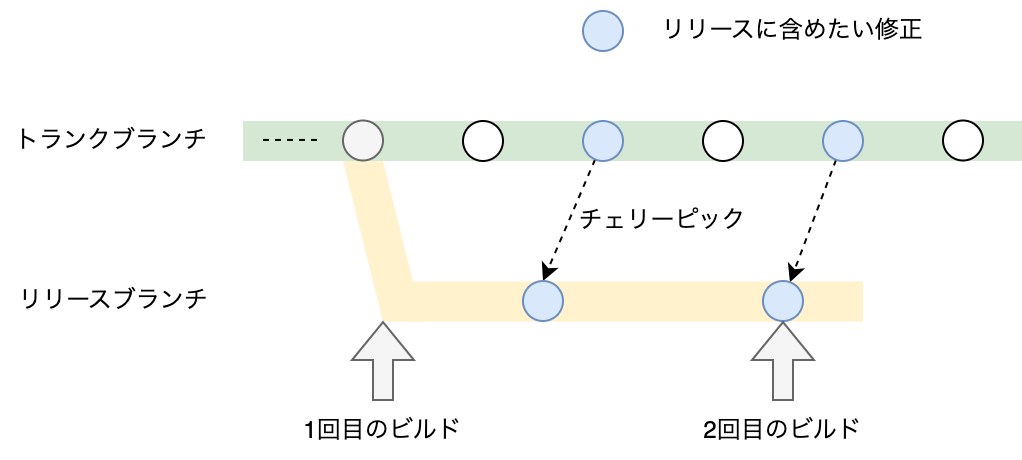 リリースに含めたい修正
トランクブランチ
チェリーピック
リリースブランチ
1回目のビルド
2回目のビルド